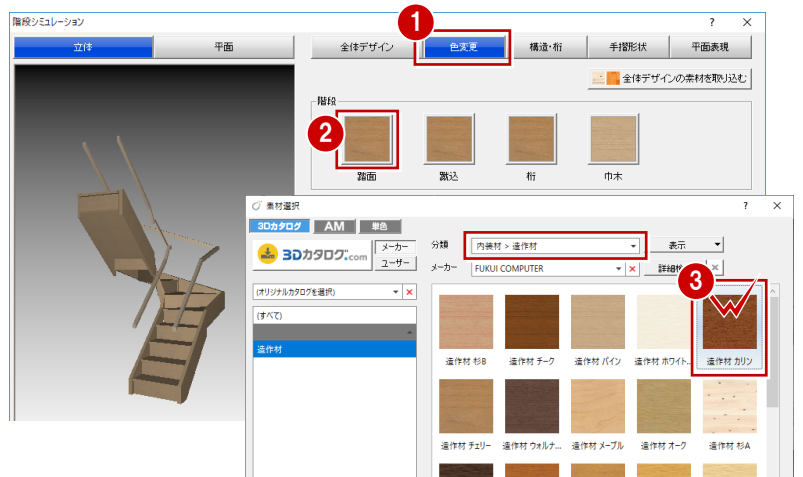 階段シミュレーション
? ×
1
立体 平面 全体デザイン 色変更 構造・桁 手摺形状 平面表現
全体デザインの素材を取り込む
階段
2
踏面 蹴込 桁 巾木
素材選択 ? ×
3Dカタログ AM 単色
3Dカタログ.com
メーカー
ユーザー
分類 内装材 > 造作材 表示
メーカー FUKUI COMPUTER 詳細検
3
(オリジナルカタログを選択)
(すべて)
造作材
造作材 杉B 造作材 チーク 造作材 パイン 造作材 ホワイト... 造作材 カリン
造作材 チェリー 造作材 ウォルナ... 造作材 メープル 造作材 オーク 造作材 杉A